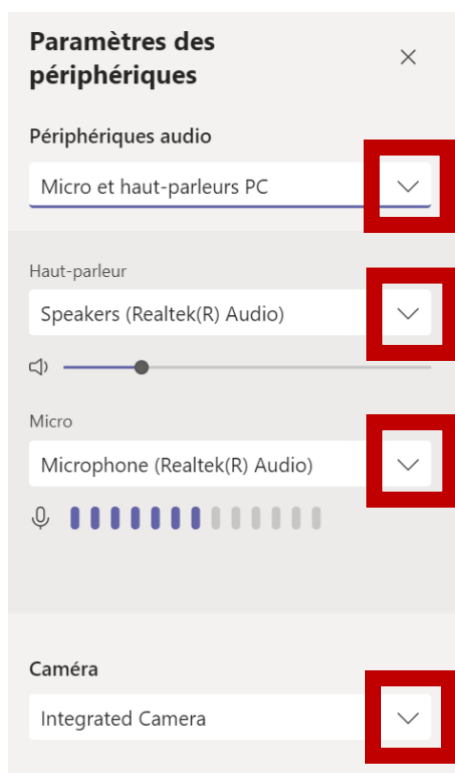 Paramètres des
périphériques
Périphériques audio
Micro et haut-parleurs PC
Haut-parleur
Speakers (Realtek(R) Audio)
Micro
Microphone (Realtek(R) Audio)
Caméra
Integrated Camera